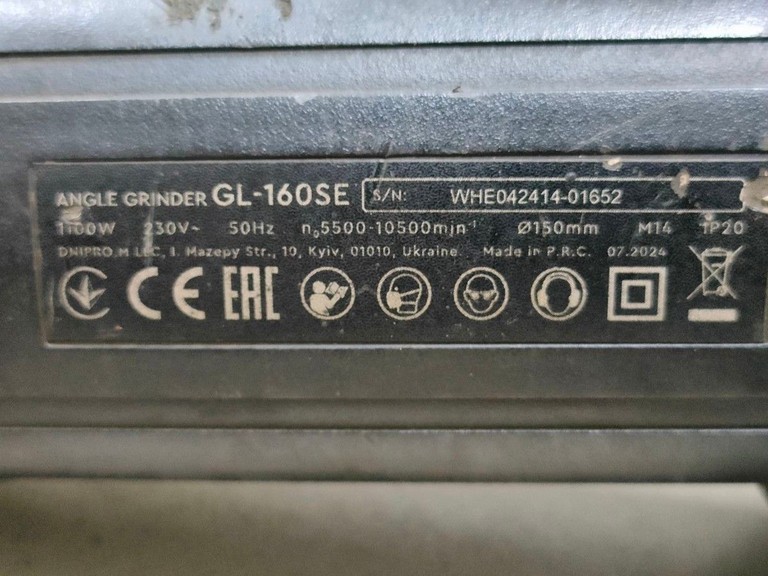 ANGLE GRINDER GL-160SE S/N: WHE042414-01652
1100W 230V~ 50Hz n₀5500-10500min⁻¹ Ø150mm M14 IP20
DNIPRO M LLC, I. Mazepy Str., 10, Kyiv, 01010, Ukraine. Made in P.R.C. 07.2024
CE EAC